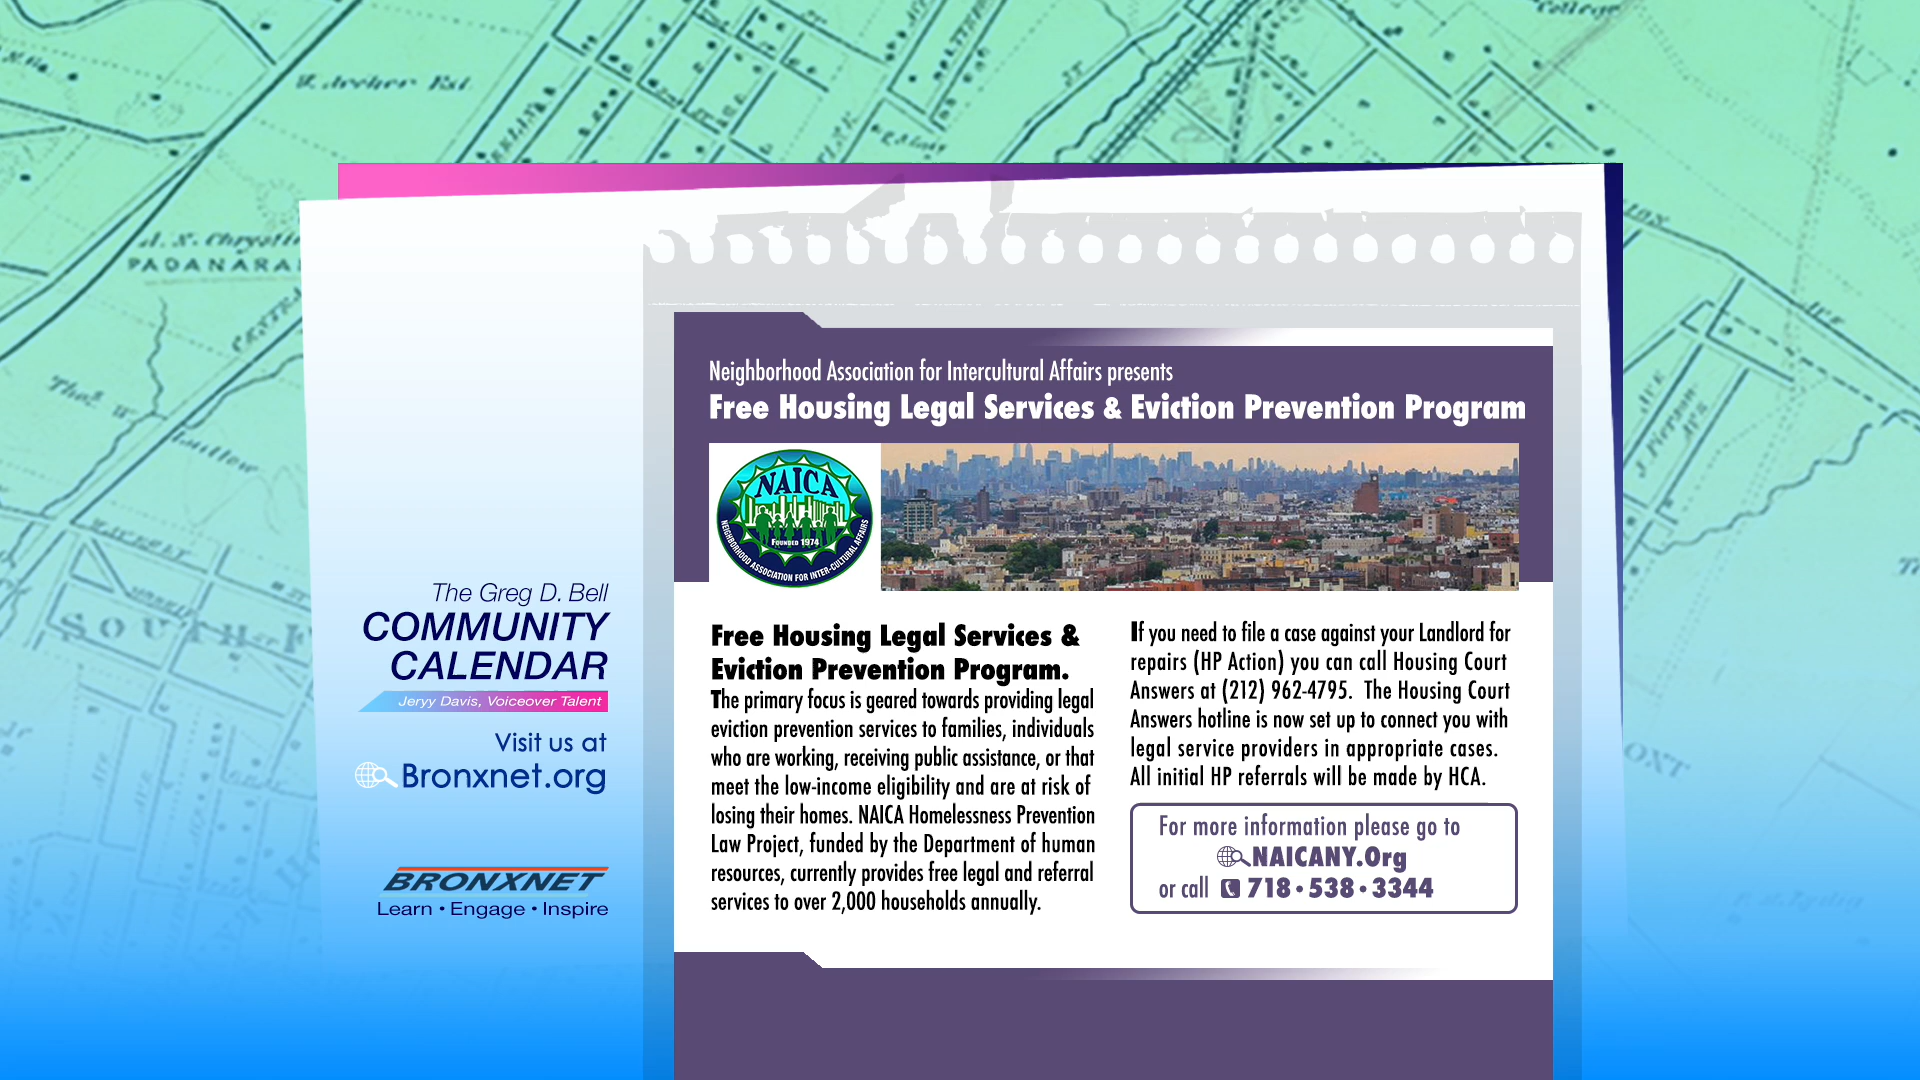 The Greg D. Bell
COMMUNITY
CALENDAR
Jeryy Davis, Voiceover Talent
Visit us at
Bronxnet.org
BRONXNET
Learn • Engage • Inspire
Neighborhood Association for Intercultural Affairs presents
Free Housing Legal Services & Eviction Prevention Program
NAICA
FOUNDED 1974
NEIGHBORHOOD ASSOCIATION FOR INTER-CULTURAL AFFAIRS
Free Housing Legal Services &
Eviction Prevention Program.
The primary focus is geared towards providing legal
eviction prevention services to families, individuals
who are working, receiving public assistance, or that
meet the low-income eligibility and are at risk of
losing their homes. NAICA Homelessness Prevention
Law Project, funded by the Department of human
resources, currently provides free legal and referral
services to over 2,000 households annually.
If you need to file a case against your Landlord for
repairs (HP Action) you can call Housing Court
Answers at (212) 962-4795.  The Housing Court
Answers hotline is now set up to connect you with
legal service providers in appropriate cases.
All initial HP referrals will be made by HCA.
For more information please go to
NAICANY.Org
or call 718 • 538 • 3344
College
PADANARA
SOUTH